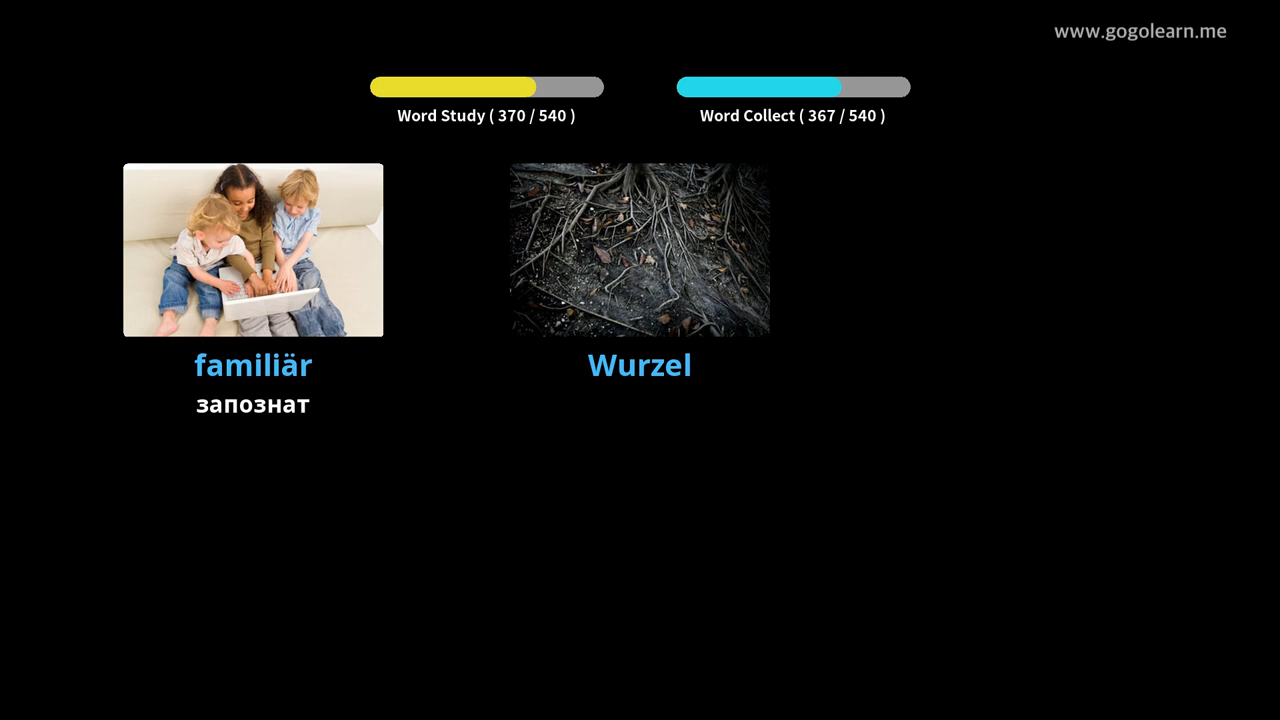 www.gogolearn.me
Word Study ( 370 / 540 )
Word Collect ( 367 / 540 )
familiär
запознат
Wurzel